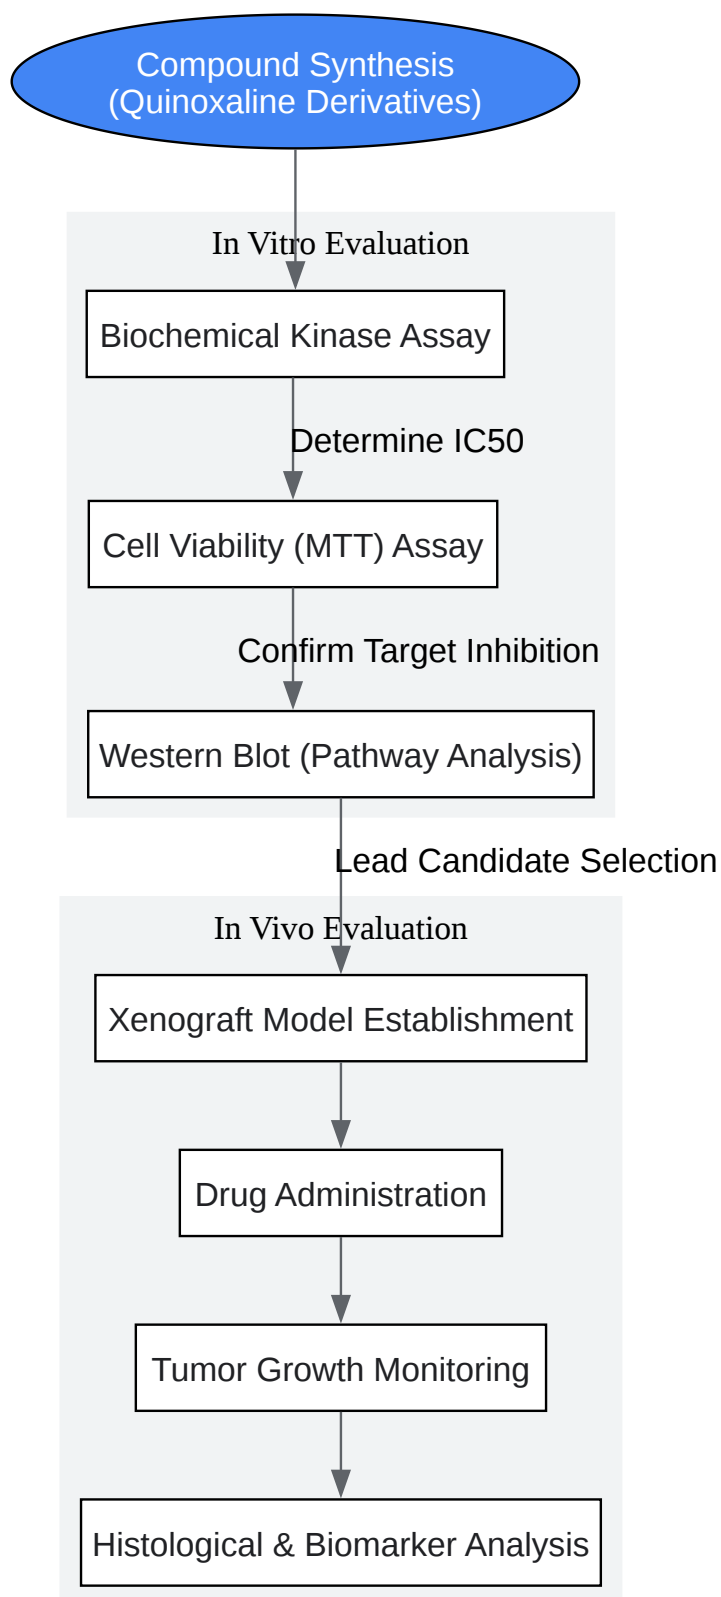 Compound Synthesis
(Quinoxaline Derivatives)
In Vitro Evaluation
Biochemical Kinase Assay
Determine IC50
Cell Viability (MTT) Assay
Confirm Target Inhibition
Western Blot (Pathway Analysis)
Lead Candidate Selection
In Vivo Evaluation
Xenograft Model Establishment
Drug Administration
Tumor Growth Monitoring
Histological & Biomarker Analysis